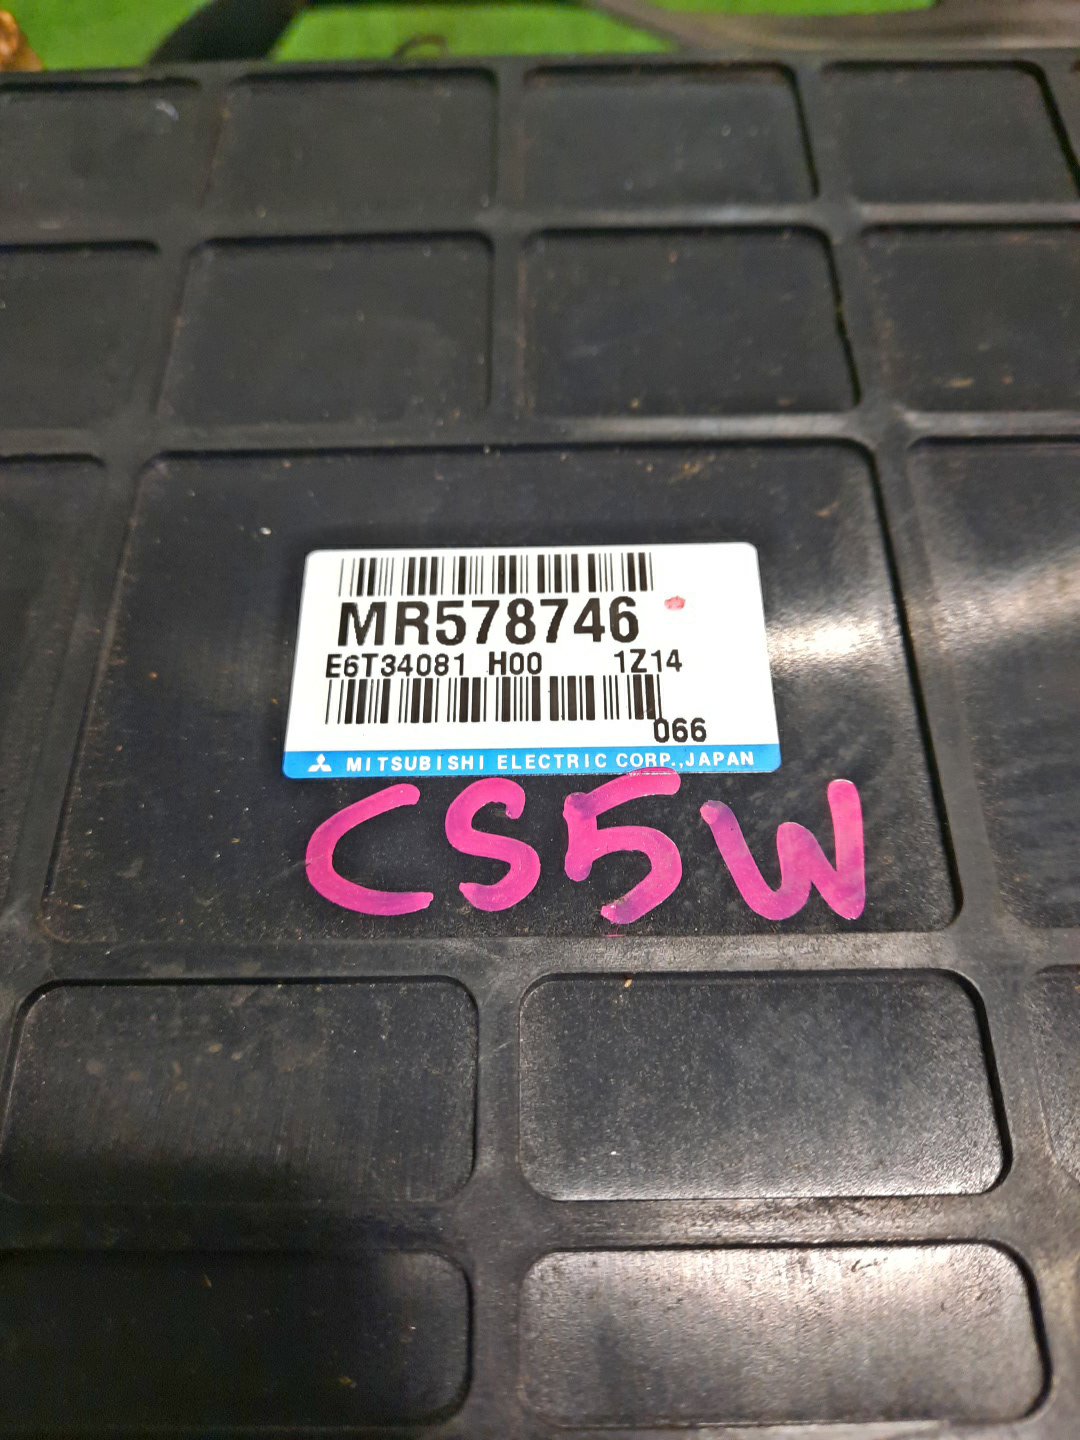 MR578746
E6T34081 H00 1Z14
066
MITSUBISHI ELECTRIC CORP.,JAPAN
CS5W